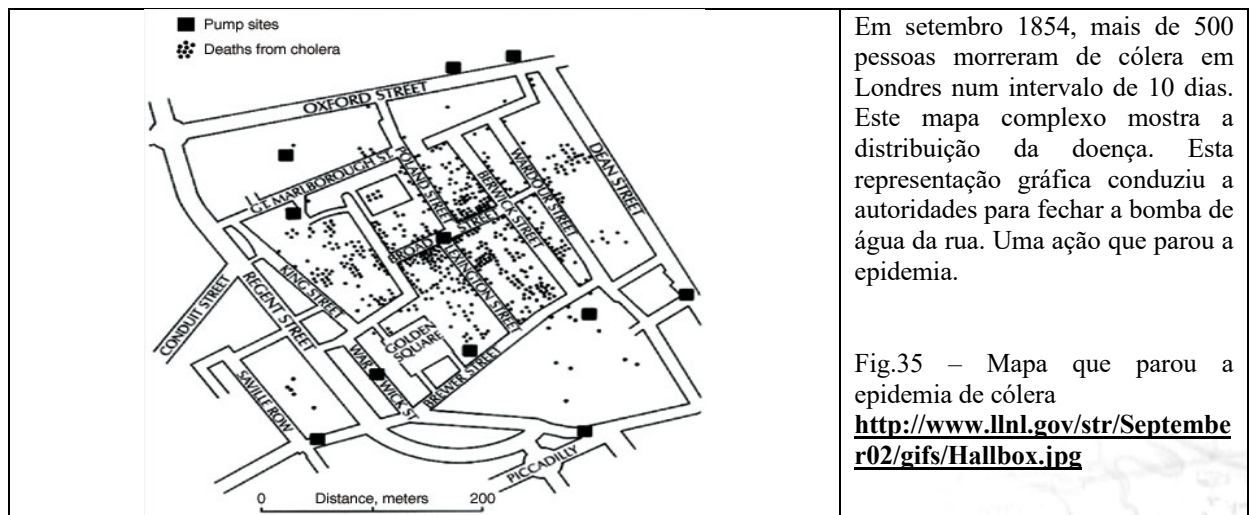 Pump sites
Deaths from cholera
OXFORD STREET
GT. MARLBOROUGH ST.
POLAND STREET
BERWICK STREET
WARDOUR STREET
DEAN STREET
BROAD STREET
LEXINGTON STREET
KING STREET
REGENT STREET
CONDUIT STREET
GOLDEN
SQUARE
WARWICK ST
BREWER STREET
SAVILLE ROW
PICCADILLY
0 Distance, meters 200
Em setembro 1854, mais de 500
pessoas morreram de cólera em
Londres num intervalo de 10 dias.
Este mapa complexo mostra a
distribuição da doença. Esta
representação gráfica conduziu a
autoridades para fechar a bomba de
água da rua. Uma ação que parou a
epidemia.
Fig.35 – Mapa que parou a
epidemia de cólera
http://www.llnl.gov/str/Septembe
r02/gifs/Hallbox.jpg